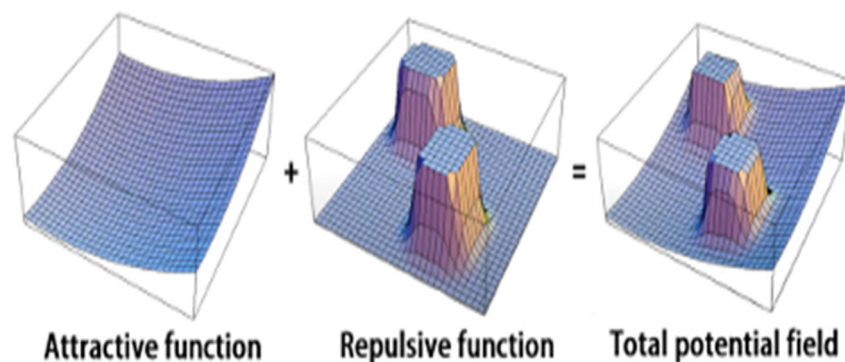 + =
Attractive function Repulsive function Total potential field